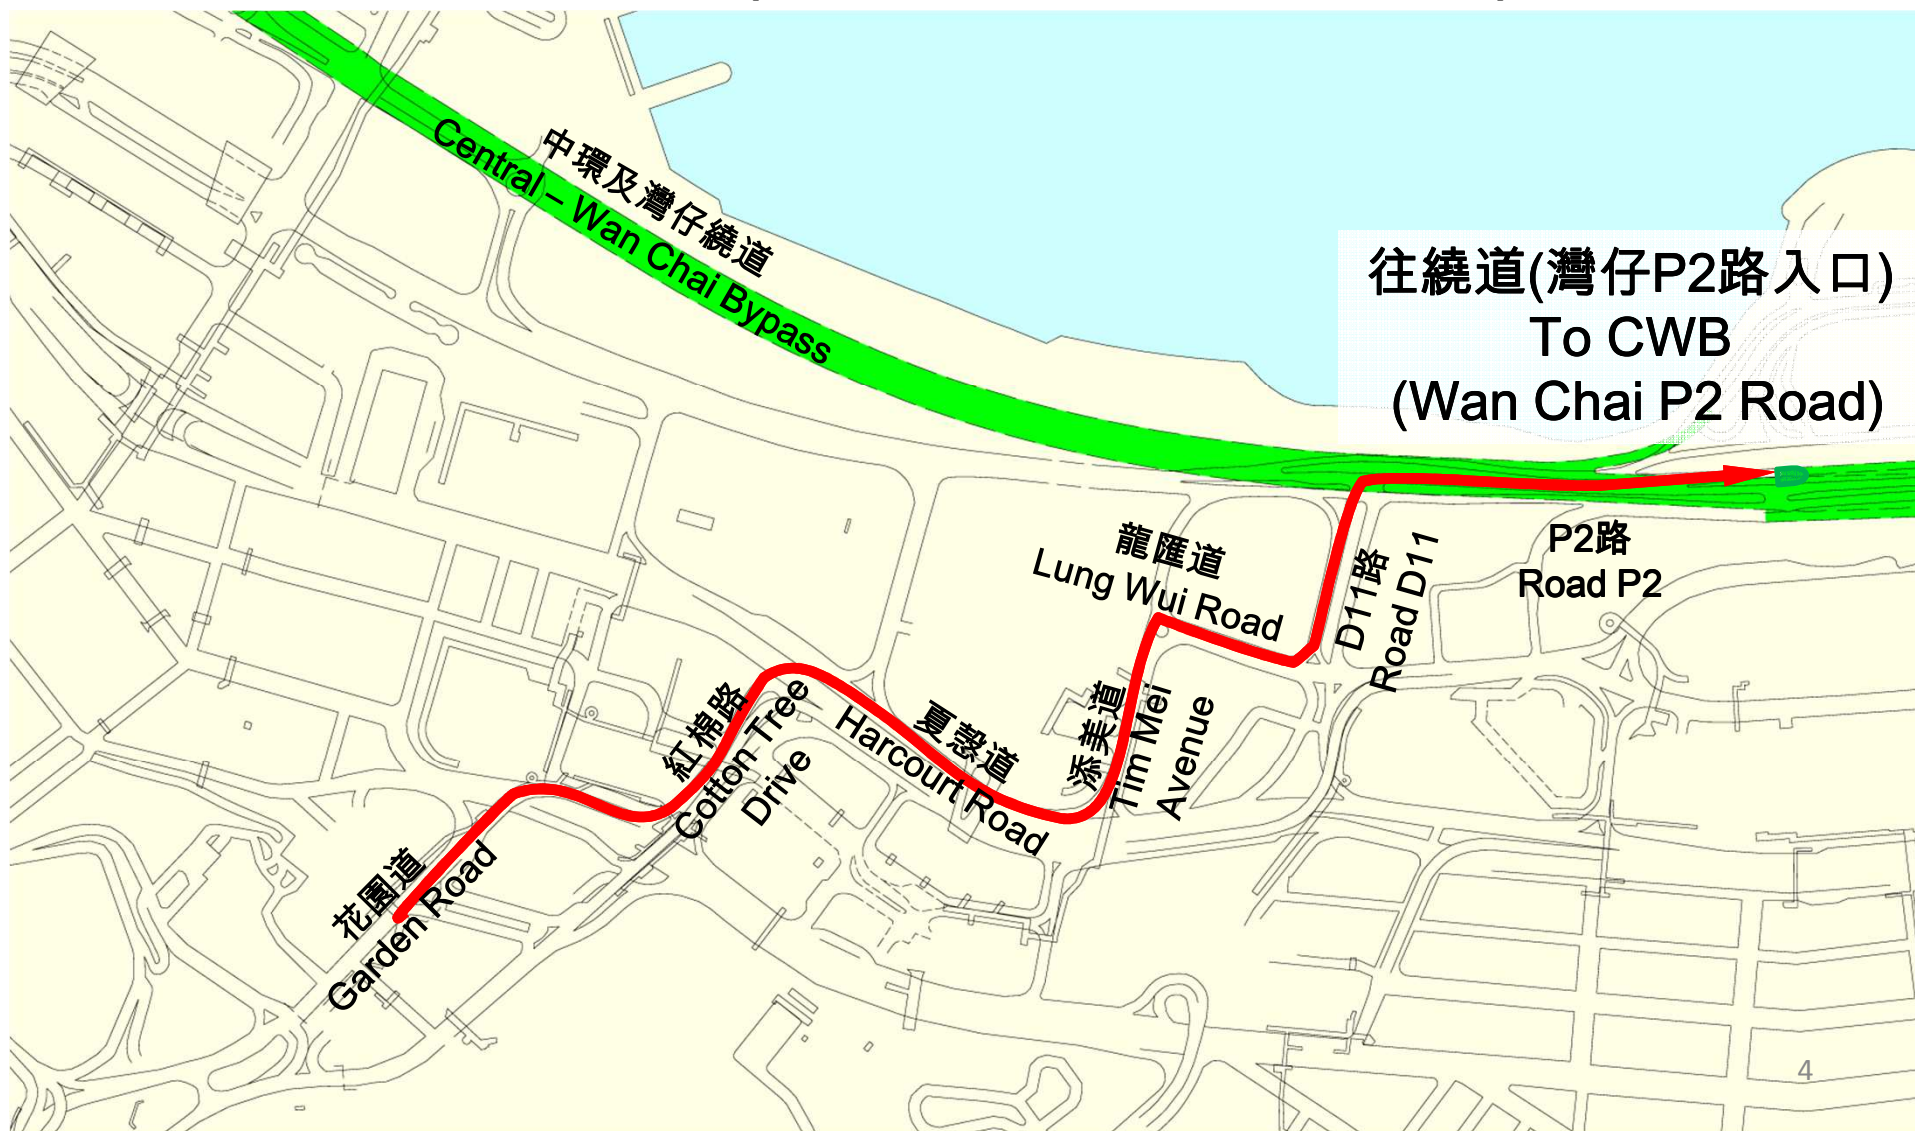 中環及灣仔繞道
Central – Wan Chai Bypass
往繞道(灣仔P2路入口)
To CWB
(Wan Chai P2 Road)
龍匯道
Lung Wui Road
D11路
Road D11
P2路
Road P2
紅棉路
Cotton Tree
Drive
夏愨道
Harcourt Road
添美道
Tim Mei
Avenue
花園道
Garden Road
4